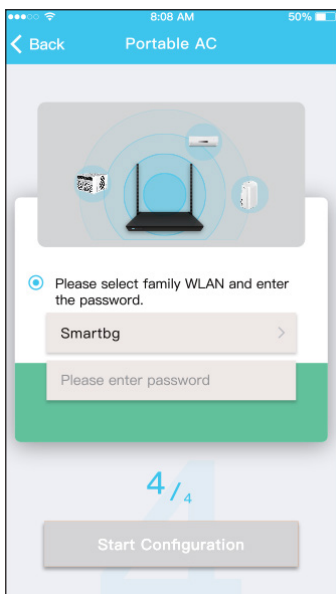 8:08 AM
50%
Back
Portable AC
Please select family WLAN and enter
the password.
Smartbg
Please enter password
4/4
Start Configuration
4